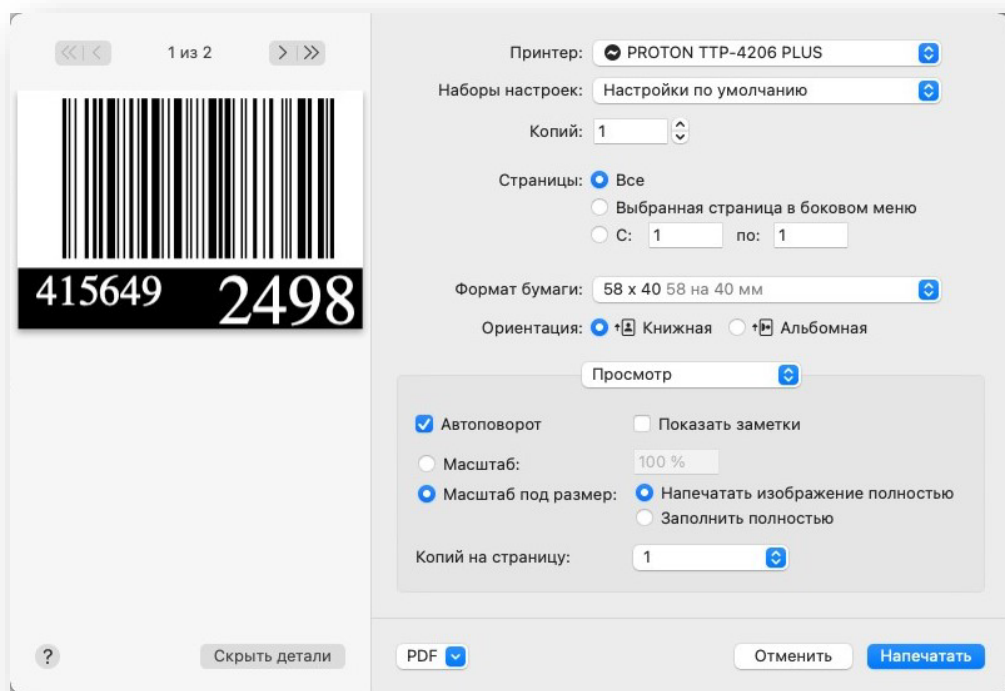 1 из 2
415649 2498
Принтер: PROTON TTP-4206 PLUS
Наборы настроек: Настройки по умолчанию
Копий: 1
Страницы: Все
Выбранная страница в боковом меню
С: 1 по: 1
Формат бумаги: 58 x 40 58 на 40 мм
Ориентация: Книжная Альбомная
Просмотр
Автоповорот Показать заметки
Масштаб: 100 %
Масштаб под размер: Напечатать изображение полностью
Заполнить полностью
Копий на страницу: 1
? Скрыть детали PDF Отменить Напечатать